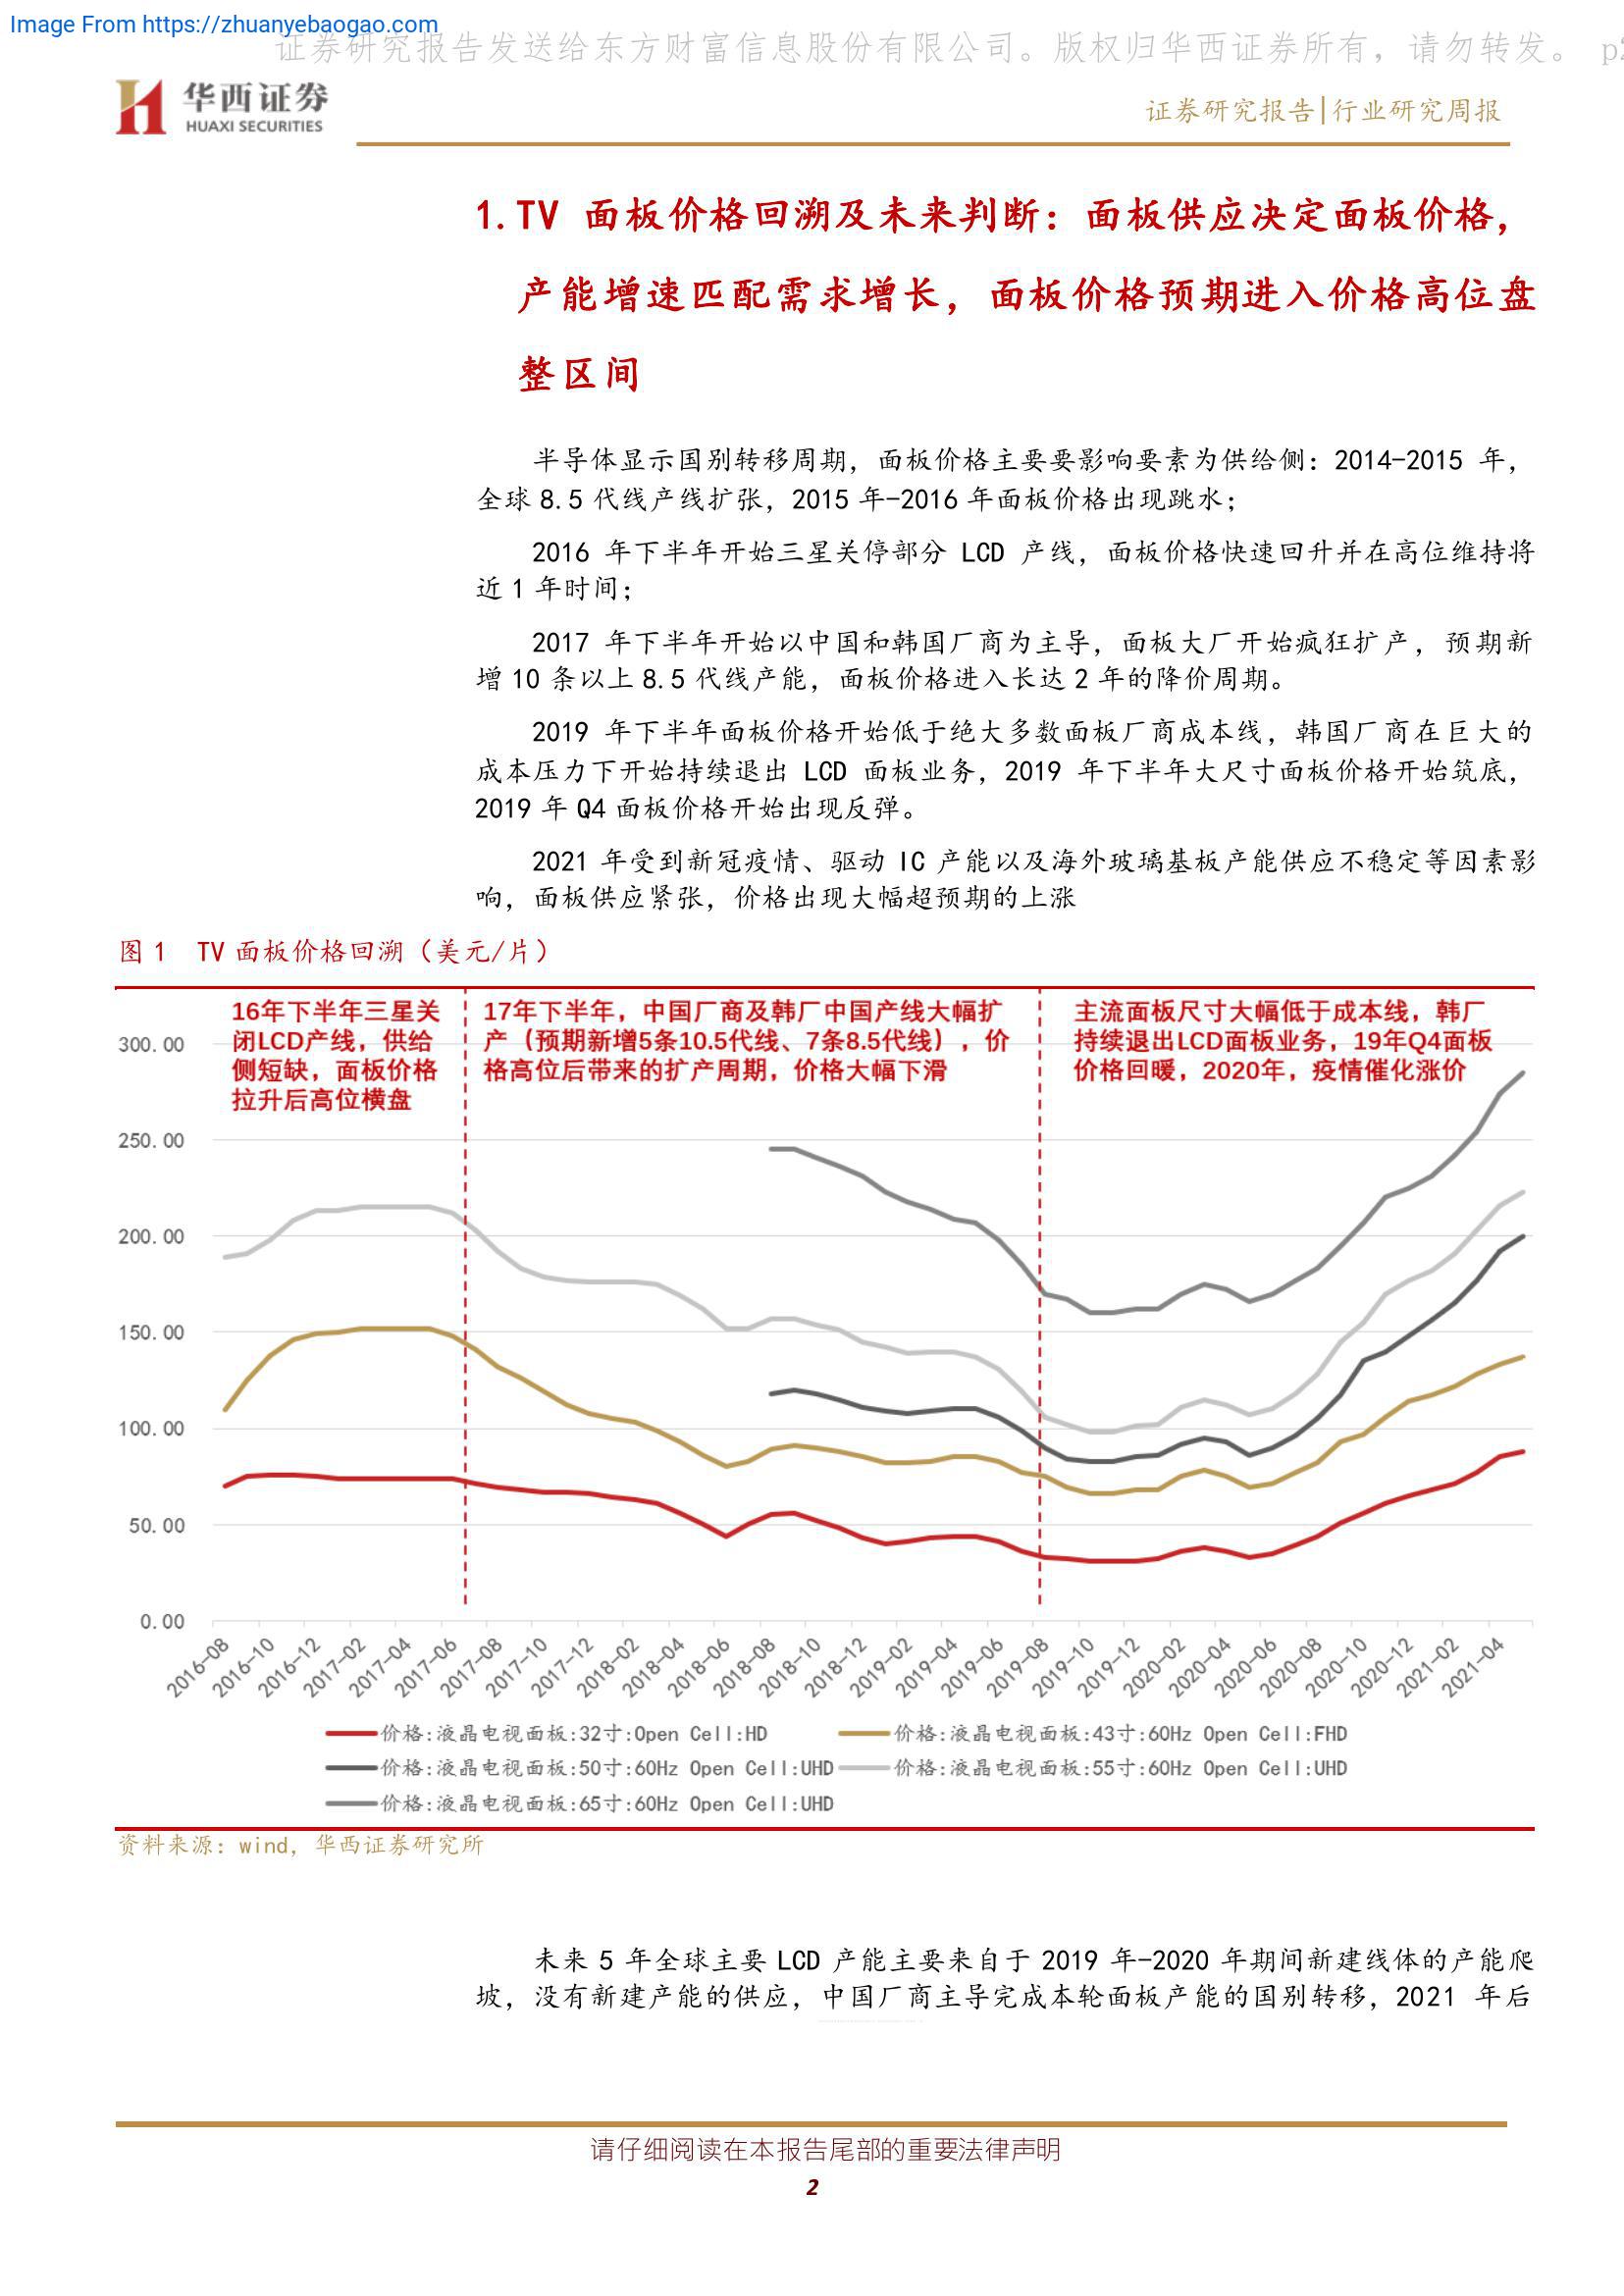 Image From https://zhuanyebaogao.com
证券研究报告发送给东方财富信息股份有限公司。版权归华西证券所有，请勿转发。 p2
华西证券
HUAXI SECURITIES
证券研究报告|行业研究周报
1.TV 面板价格回溯及未来判断：面板供应决定面板价格，
产能增速匹配需求增长，面板价格预期进入价格高位盘
整区间
半导体显示国别转移周期，面板价格主要要影响要素为供给侧：2014-2015 年，
全球 8.5 代线产线扩张，2015 年-2016 年面板价格出现跳水；
2016 年下半年开始三星关停部分 LCD 产线，面板价格快速回升并在高位维持将
近 1 年时间；
2017 年下半年开始以中国和韩国厂商为主导，面板大厂开始疯狂扩产，预期新
增 10 条以上 8.5 代线产能，面板价格进入长达 2 年的降价周期。
2019 年下半年面板价格开始低于绝大多数面板厂商成本线，韩国厂商在巨大的
成本压力下开始持续退出 LCD 面板业务，2019 年下半年大尺寸面板价格开始筑底，
2019 年 Q4 面板价格开始出现反弹。
2021 年受到新冠疫情、驱动 IC 产能以及海外玻璃基板产能供应不稳定等因素影
响，面板供应紧张，价格出现大幅超预期的上涨
图 1 TV 面板价格回溯（美元/片）
16年下半年三星关
闭LCD产线，供给
侧短缺，面板价格
拉升后高位横盘
17年下半年，中国厂商及韩厂中国产线大幅扩
产（预期新增5条10.5代线、7条8.5代线），价
格高位后带来的扩产周期，价格大幅下滑
主流面板尺寸大幅低于成本线，韩厂
持续退出LCD面板业务，19年Q4面板
价格回暖，2020年，疫情催化涨价
300.00
250.00
200.00
150.00
100.00
50.00
0.00
2016-08
2016-10
2016-12
2017-02
2017-04
2017-06
2017-08
2017-10
2017-12
2018-02
2018-04
2018-06
2018-08
2018-10
2018-12
2019-02
2019-04
2019-06
2019-08
2019-10
2019-12
2020-02
2020-04
2020-06
2020-08
2020-10
2020-12
2021-02
2021-04
价格:液晶电视面板:32寸:Open Cell:HD
价格:液晶电视面板:43寸:60Hz Open Cell:FHD
价格:液晶电视面板:50寸:60Hz Open Cell:UHD
价格:液晶电视面板:55寸:60Hz Open Cell:UHD
价格:液晶电视面板:65寸:60Hz Open Cell:UHD
资料来源：wind，华西证券研究所
未来 5 年全球主要 LCD 产能主要来自于 2019 年-2020 年期间新建线体的产能爬
坡，没有新建产能的供应，中国厂商主导完成本轮面板产能的国别转移，2021 年后
请仔细阅读在本报告尾部的重要法律声明
2